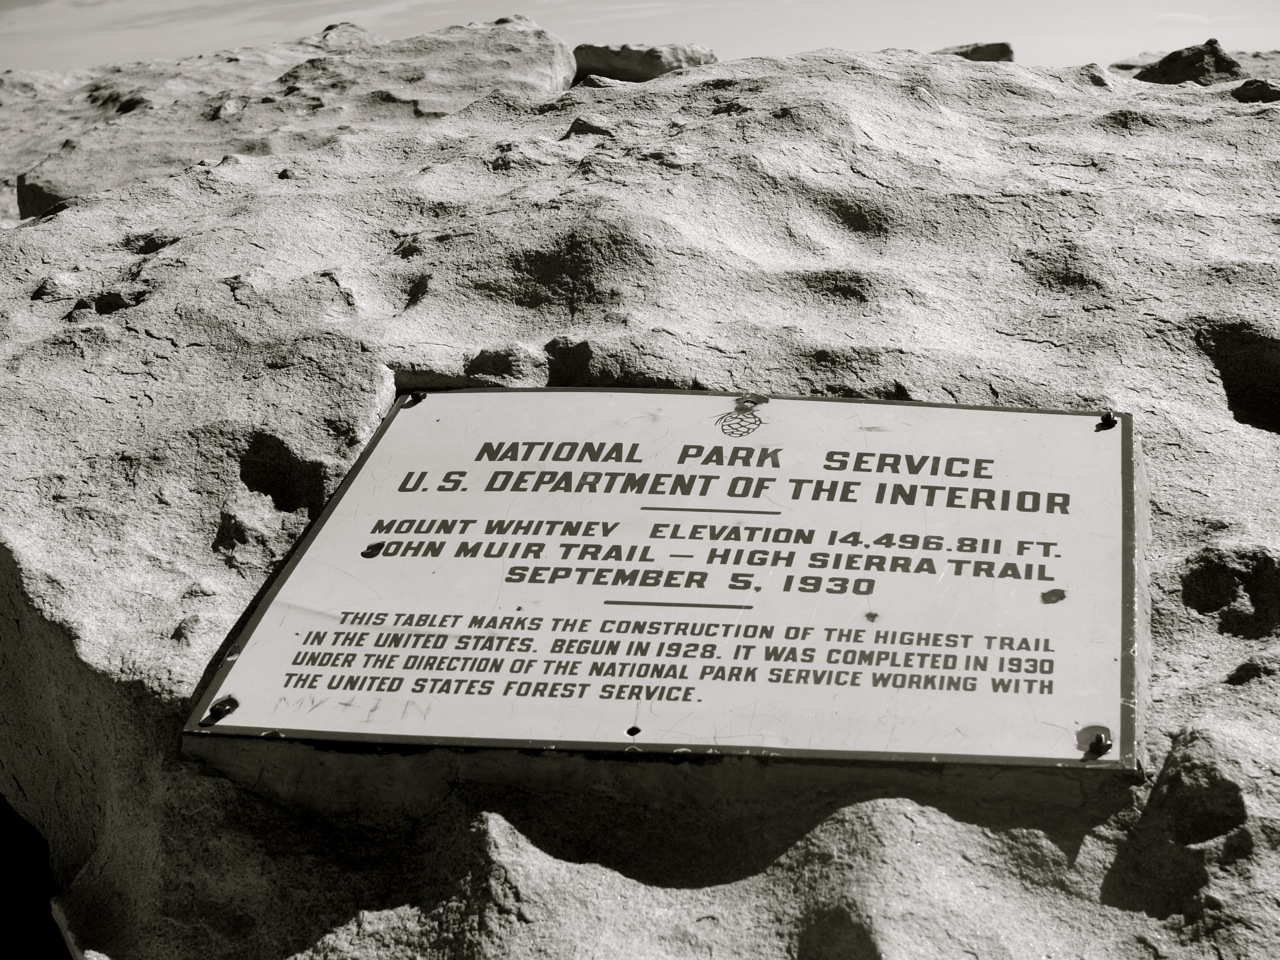 NATIONAL PARK SERVICE
U.S. DEPARTMENT OF THE INTERIOR
MOUNT WHITNEY ELEVATION 14,496.811 FT.
JOHN MUIR TRAIL — HIGH SIERRA TRAIL
SEPTEMBER 5, 1930
THIS TABLET MARKS THE CONSTRUCTION OF THE HIGHEST TRAIL
IN THE UNITED STATES. BEGUN IN 1928. IT WAS COMPLETED IN 1930
UNDER THE DIRECTION OF THE NATIONAL PARK SERVICE WORKING WITH
THE UNITED STATES FOREST SERVICE.